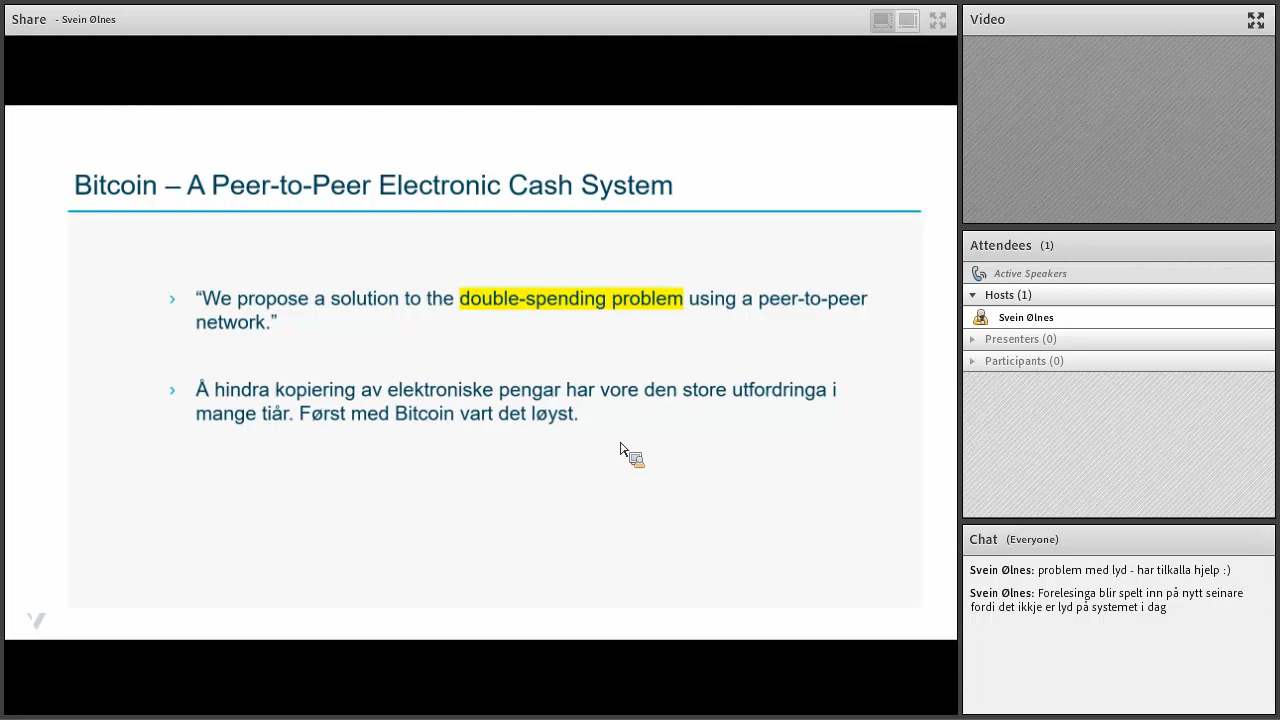 Share - Svein Ølnes
Bitcoin – A Peer-to-Peer Electronic Cash System
› “We propose a solution to the double-spending problem using a peer-to-peer
network.”
› Å hindra kopiering av elektroniske pengar har vore den store utfordringa i
mange tiår. Først med Bitcoin vart det løyst.
Video
Attendees (1)
Active Speakers
Hosts (1)
Svein Ølnes
Presenters (0)
Participants (0)
Chat (Everyone)
Svein Ølnes: problem med lyd - har tilkalla hjelp :)
Svein Ølnes: Forelesinga blir spelt inn på nytt seinare
fordi det ikkje er lyd på systemet i dag